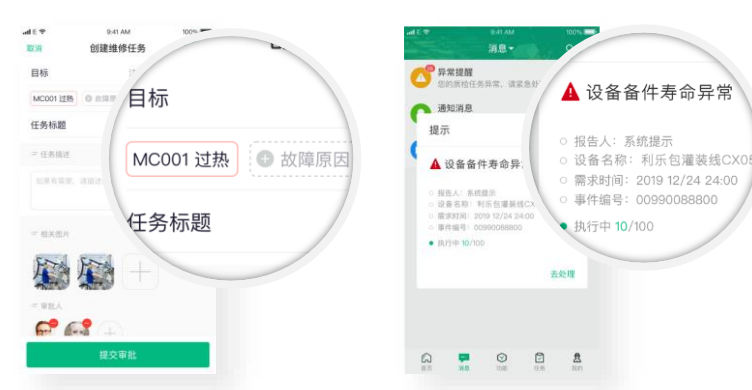 9:41 AM
100%
取消
创建维修任务
目标
MC001 过热
故障原
任务标题
任务描述
相关图片
审批人
提交审批
目标
MC001 过热
故障原因
任务标题
9:41 AM
100%
消息
异常提醒
您的质检任务异常，请紧急处
通知消息
提示
设备备件寿命异
报告人：系统提示
设备名称：利乐包灌装线CX
需求时间：2019 12/24 24:00
事件编号：00990088800
执行中 10/100
去处理
首页
消息
功能
任务
我的
设备备件寿命异常
报告人：系统提示
设备名称：利乐包灌装线CX05
需求时间：2019 12/24 24:00
事件编号：00990088800
执行中 10/100